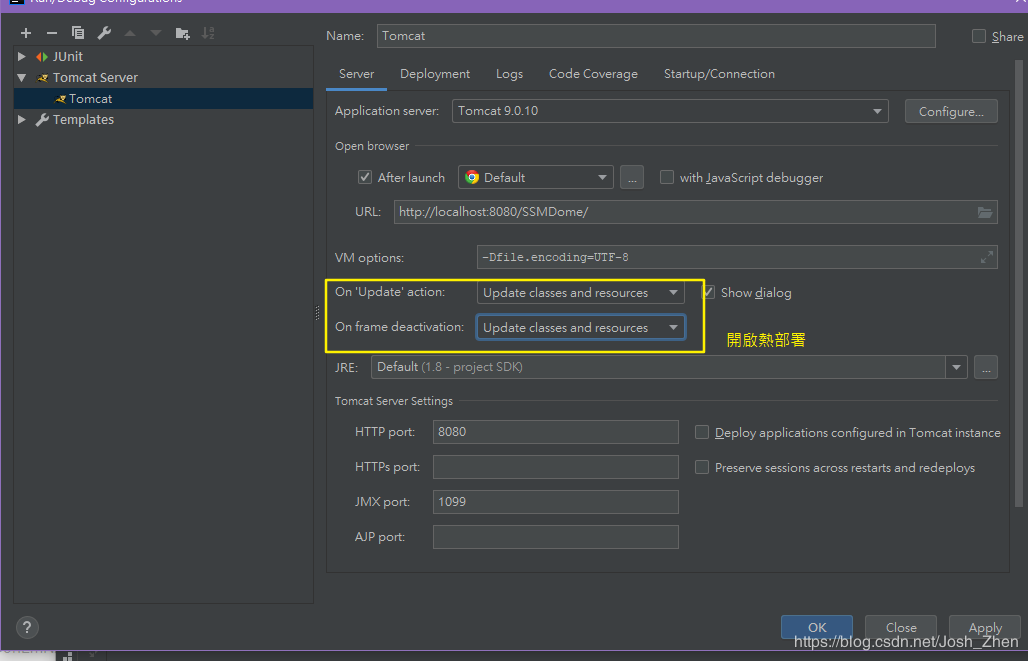 Run/Debug Configurations
Name: Tomcat Share
JUnit
Tomcat Server
Tomcat
Templates
Server Deployment Logs Code Coverage Startup/Connection
Application server: Tomcat 9.0.10 Configure...
Open browser
After launch Default ... with JavaScript debugger
URL: http://localhost:8080/SSMDome/
VM options: -Dfile.encoding=UTF-8
On 'Update' action: Update classes and resources Show dialog
On frame deactivation: Update classes and resources
開啟熱部署
JRE: Default (1.8 - project SDK) ...
Tomcat Server Settings
HTTP port: 8080 Deploy applications configured in Tomcat instance
HTTPs port: Preserve sessions across restarts and redeploys
JMX port: 1099
AJP port:
? OK Close Apply
https://blog.csdn.net/Josh_Zhen